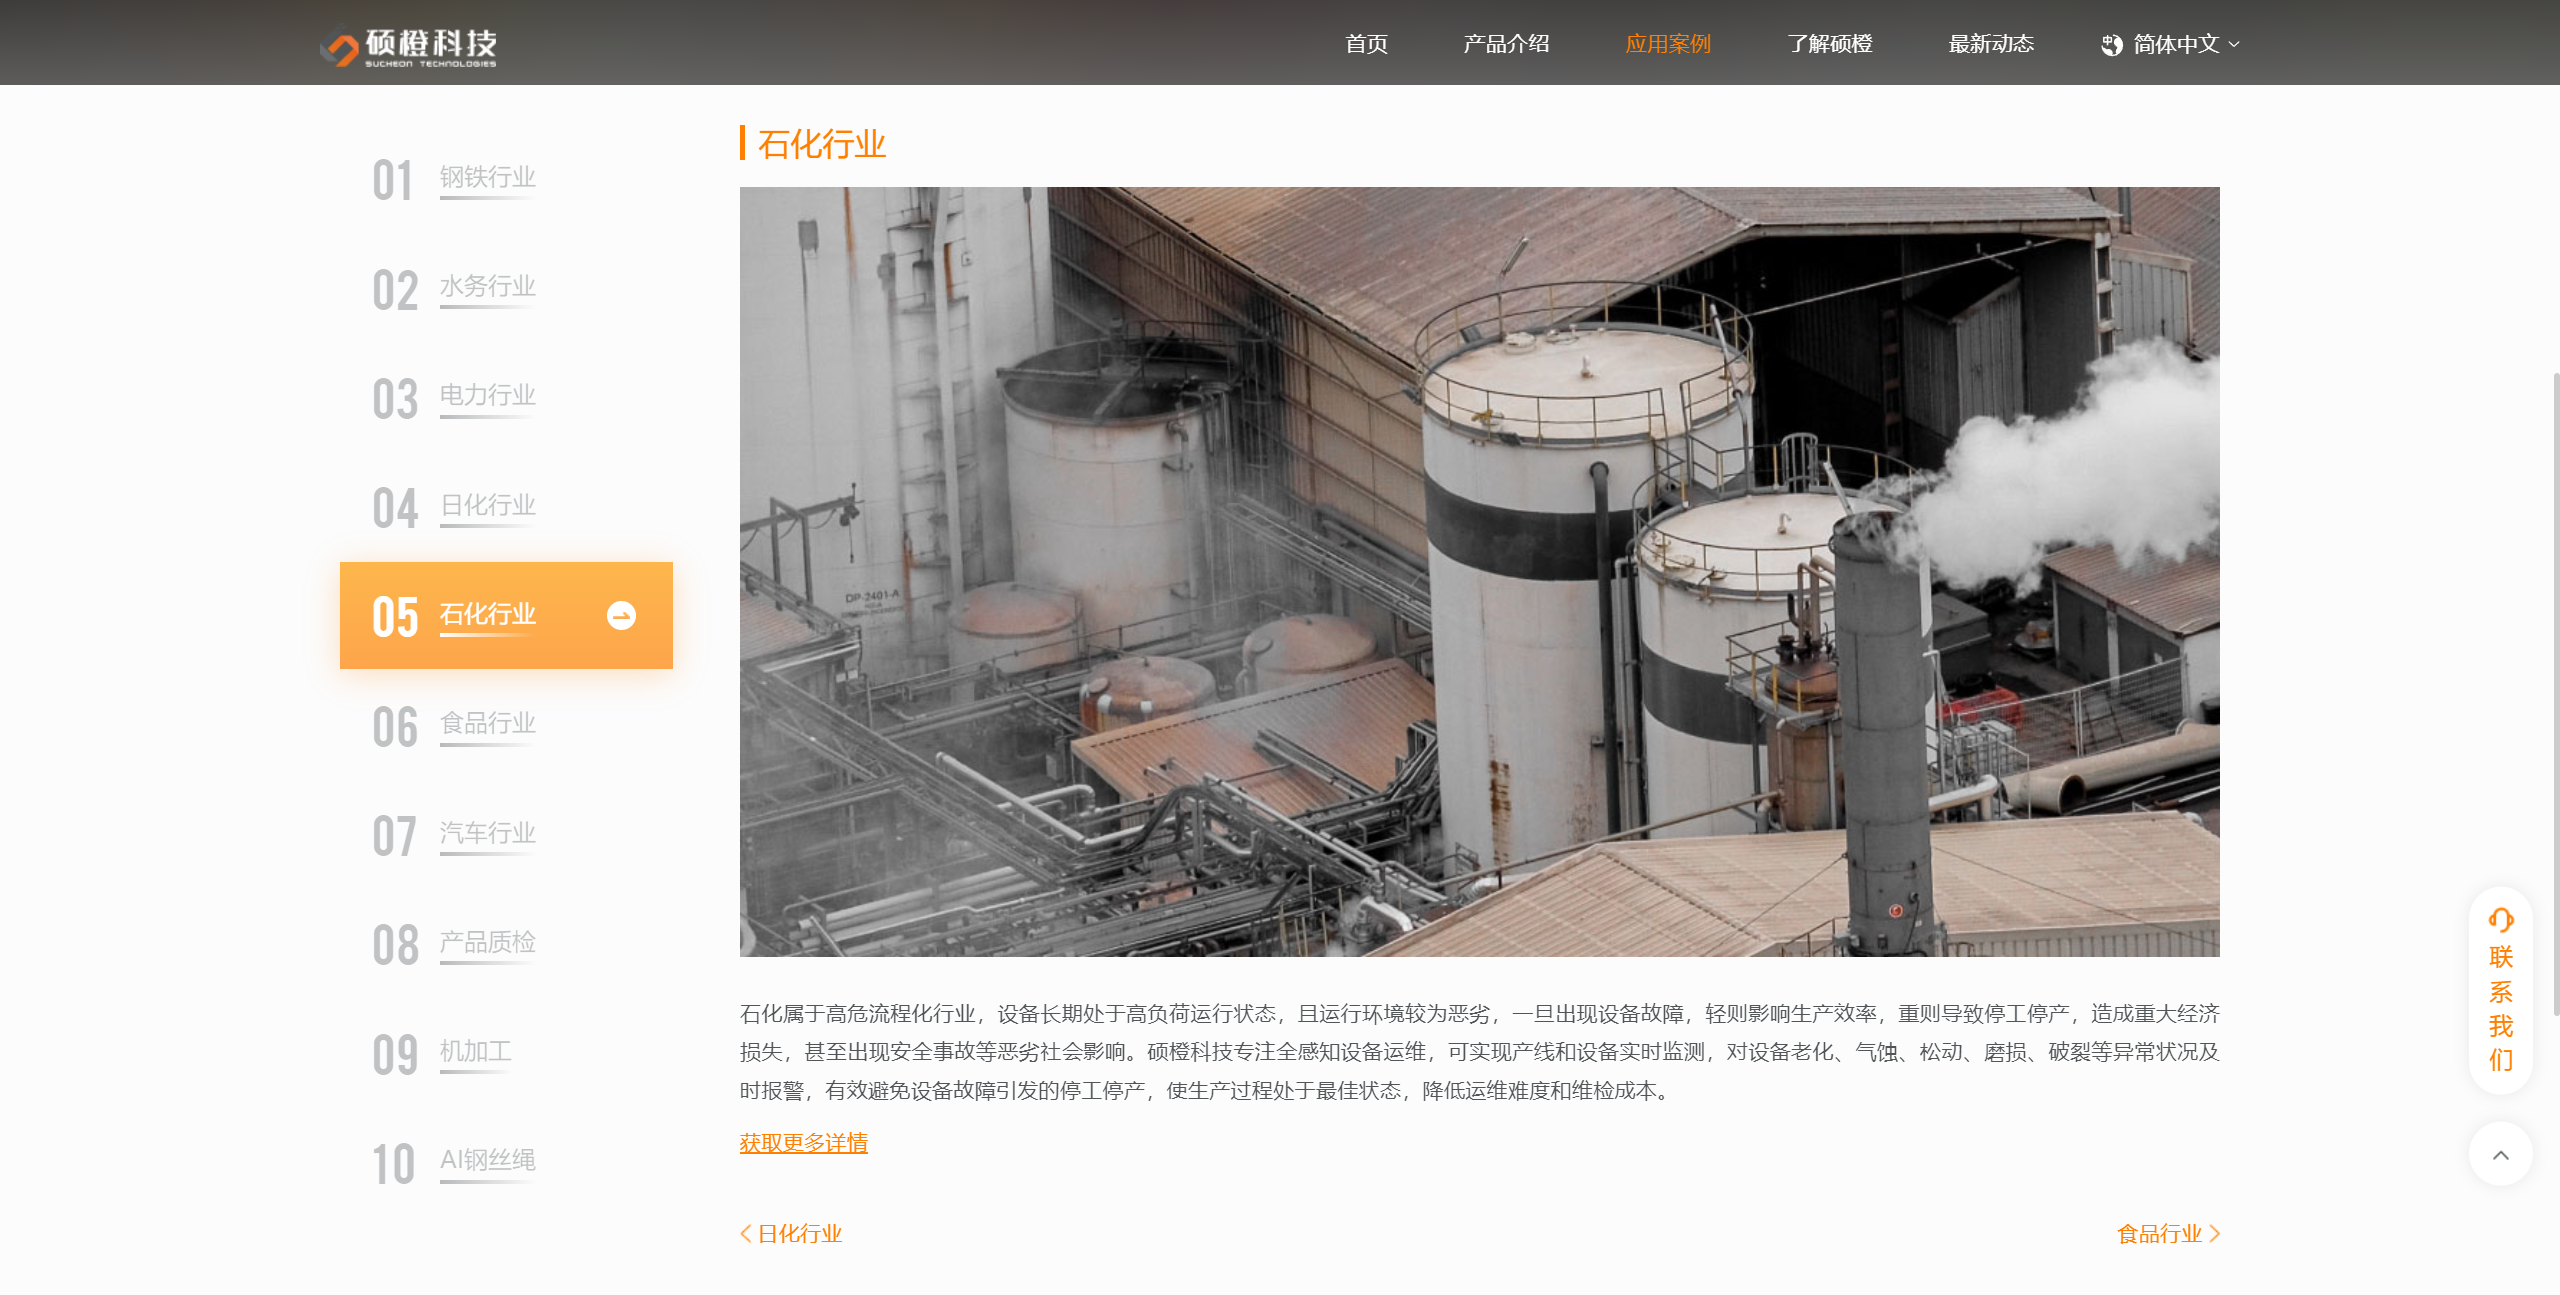 硕橙科技
SUCHEON TECHNOLOGIES
首页
产品介绍
应用案例
了解硕橙
最新动态
简体中文
01 钢铁行业
02 水务行业
03 电力行业
04 日化行业
05 石化行业
06 食品行业
07 汽车行业
08 产品质检
09 机加工
10 AI钢丝绳
石化行业
DP-2401-A
石化属于高危流程化行业，设备长期处于高负荷运行状态，且运行环境较为恶劣，一旦出现设备故障，轻则影响生产效率，重则导致停工停产，造成重大经济
损失，甚至出现安全事故等恶劣社会影响。硕橙科技专注全感知设备运维，可实现产线和设备实时监测，对设备老化、气蚀、松动、磨损、破裂等异常状况及
时报警，有效避免设备故障引发的停工停产，使生产过程处于最佳状态，降低运维难度和维检成本。
获取更多详情
日化行业
食品行业
联
系
我
们